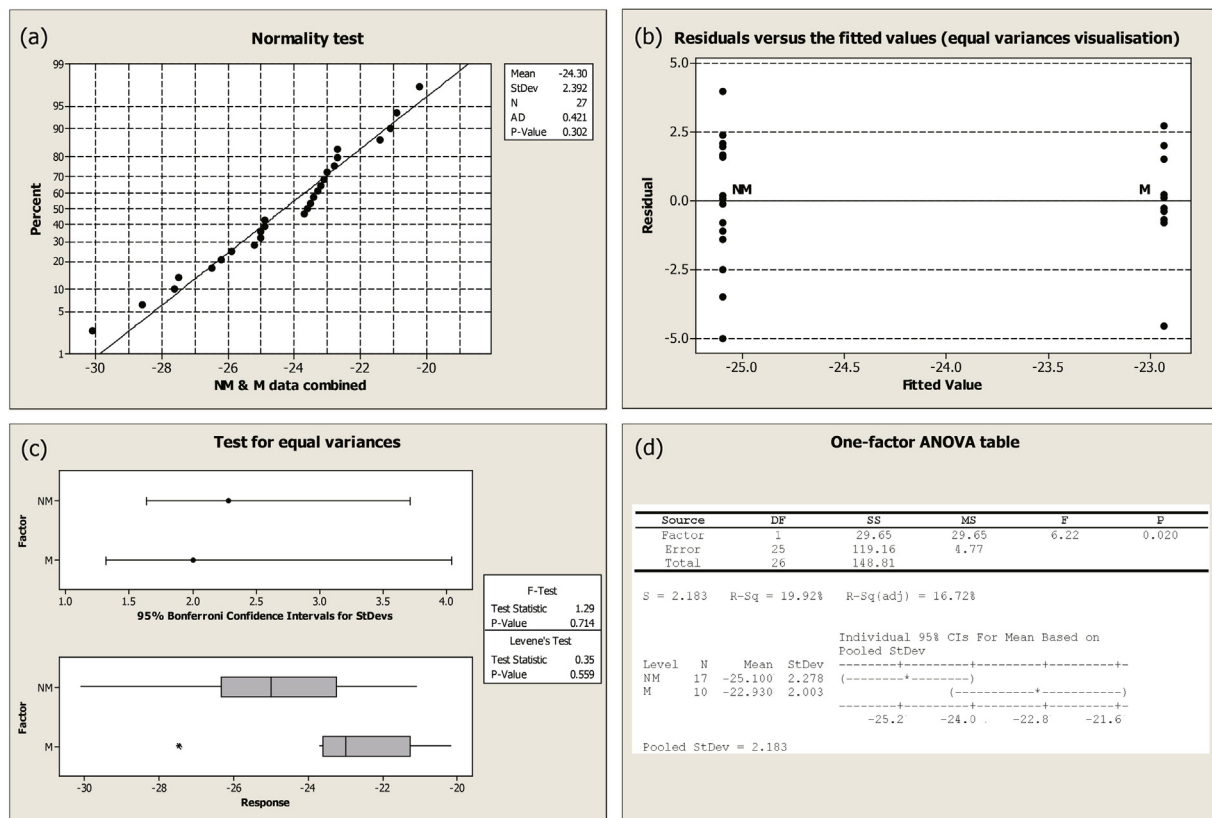 (a)
Normality test
Percent
99
95
90
80
70
60
50
40
30
20
10
5
1
-30 -28 -26 -24 -22 -20
NM & M data combined
Mean -24.30
StDev 2.392
N 27
AD 0.421
P-Value 0.302
(b)
Residuals versus the fitted values (equal variances visualisation)
Residual
5.0
2.5
0.0
-2.5
-5.0
NM
M
-25.0 -24.5 -24.0 -23.5 -23.0
Fitted Value
(c)
Test for equal variances
Factor
NM
M
1.0 1.5 2.0 2.5 3.0 3.5 4.0
95% Bonferroni Confidence Intervals for StDevs
F-Test
Test Statistic 1.29
P-Value 0.714
Levene's Test
Test Statistic 0.35
P-Value 0.559
Factor
NM
M
-30 -28 -26 -24 -22 -20
Response
(d)
One-factor ANOVA table
Source DF SS MS F P
Factor 1 29.65 29.65 6.22 0.020
Error 25 119.16 4.77
Total 26 148.81
S = 2.183 R-Sq = 19.92% R-Sq(adj) = 16.72%
Individual 95% CIs For Mean Based on
Pooled StDev
Level N Mean StDev
NM 17 -25.100 2.278
M 10 -22.930 2.003
-25.2 -24.0 -22.8 -21.6
Pooled StDev = 2.183